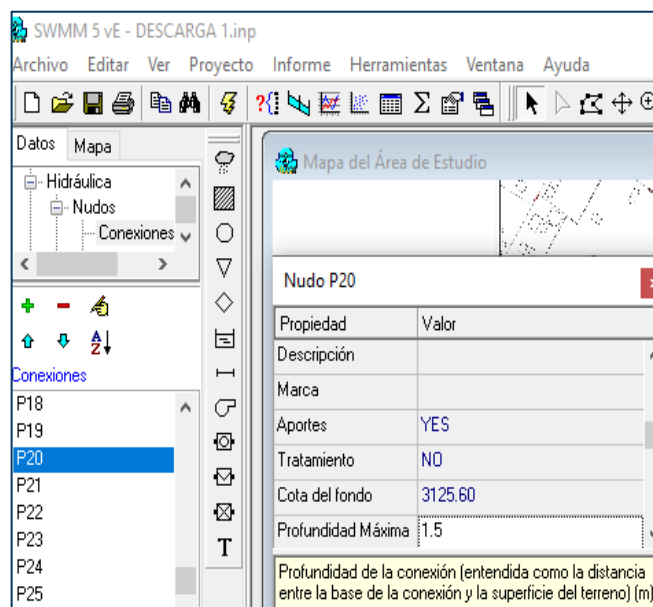 SWMM 5 vE - DESCARGA 1.inp
Archivo Editar Ver Proyecto Informe Herramientas Ventana Ayuda
Datos Mapa
Hidráulica
Nudos
Conexiones
Conexiones
P18
P19
P20
P21
P22
P23
P24
P25
T
Mapa del Área de Estudio
Nudo P20
Propiedad Valor
Descripción
Marca
Aportes YES
Tratamiento NO
Cota del fondo 3125.60
Profundidad Máxima 1.5
Profundidad de la conexión (entendida como la distancia
entre la base de la conexión y la superficie del terreno) (m)